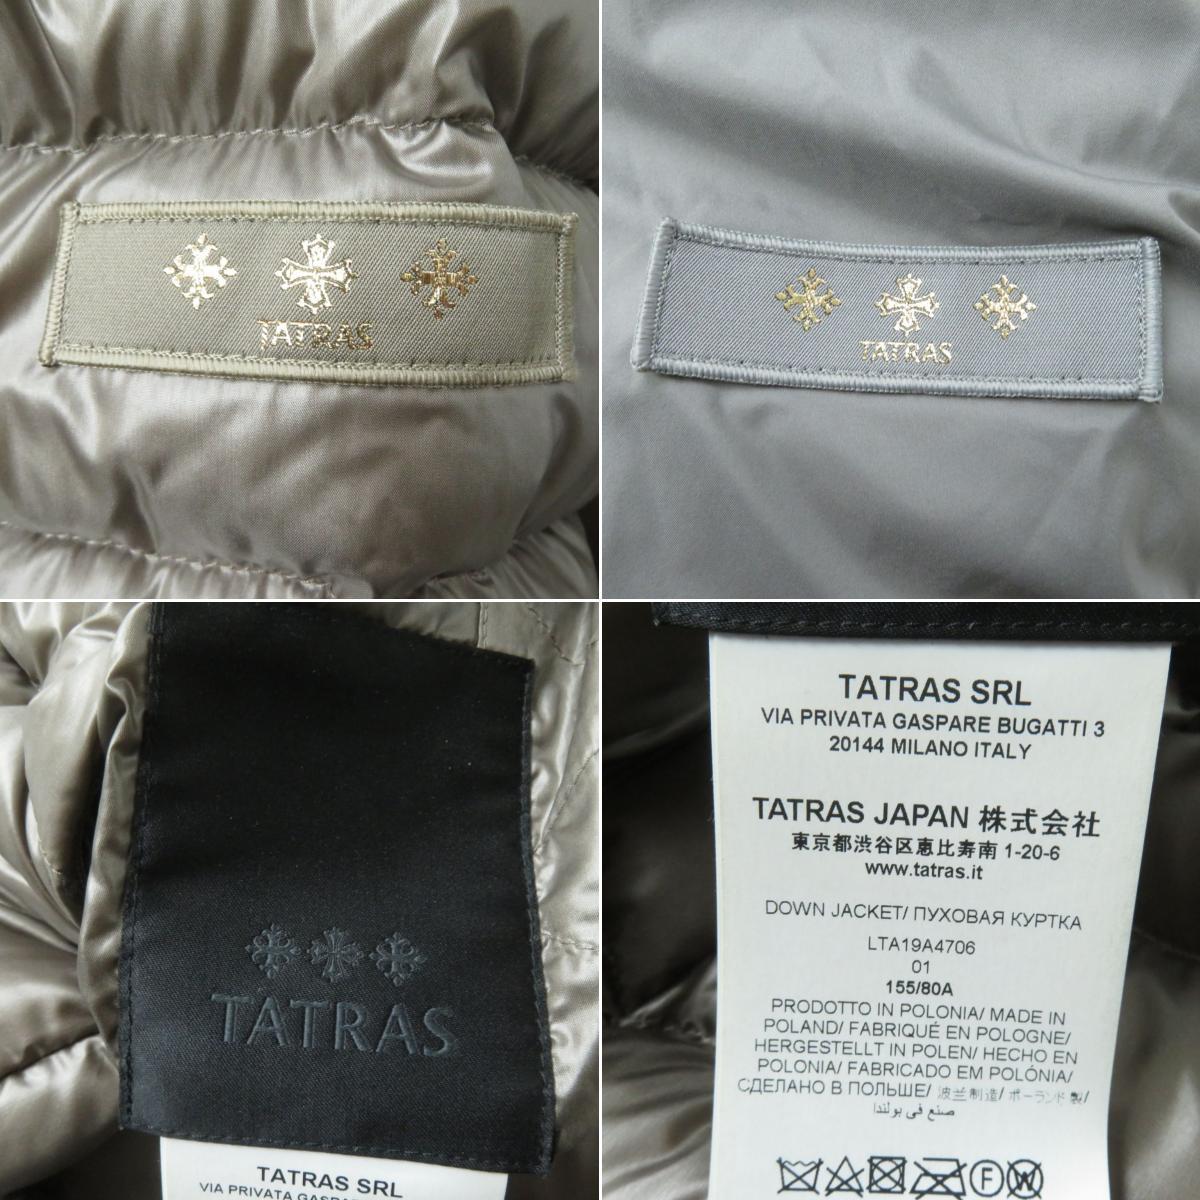 TATRAS
TATRAS
TATRAS
TATRAS SRL
TATRAS SRL
VIA PRIVATA GASPARE BUGATTI 3
20144 MILANO ITALY
TATRAS JAPAN 株式会社
東京都渋谷区恵比寿南 1-20-6
www.tatras.it
DOWN JACKET/ ПУХОВАЯ КУРТКА
LTA19A4706
01
155/80A
PRODOTTO IN POLONIA/ MADE IN
POLAND/ FABRIQUÉ EN POLOGNE/
HERGESTELLT IN POLEN/ HECHO EN
POLONIA/ FABRICADO EM POLÓNIA/
СДЕЛАНО В ПОЛЬШЕ/ 波兰制造/ ポーランド製/
صنع في بولندا
F W